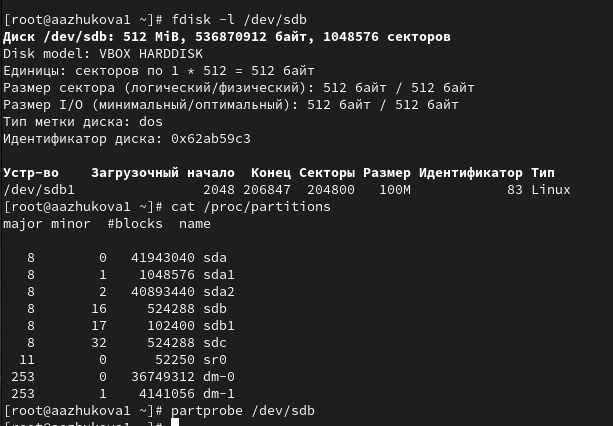 [root@aazhukova1 ~]# fdisk -l /dev/sdb
Диск /dev/sdb: 512 MiB, 536870912 байт, 1048576 секторов
Disk model: VBOX HARDDISK
Единицы: секторов по 1 * 512 = 512 байт
Размер сектора (логический/физический): 512 байт / 512 байт
Размер I/O (минимальный/оптимальный): 512 байт / 512 байт
Тип метки диска: dos
Идентификатор диска: 0x62ab59c3
Устр-во    Загрузочный начало  Конец Секторы Размер Идентификатор Тип
/dev/sdb1                2048 206847  204800   100M            83 Linux
[root@aazhukova1 ~]# cat /proc/partitions
major minor  #blocks  name
   8        0   41943040 sda
   8        1    1048576 sda1
   8        2   40893440 sda2
   8       16     524288 sdb
   8       17     102400 sdb1
   8       32     524288 sdc
  11        0      52250 sr0
 253        0   36749312 dm-0
 253        1    4141056 dm-1
[root@aazhukova1 ~]# partprobe /dev/sdb
[root@aazhukova1 ~]#